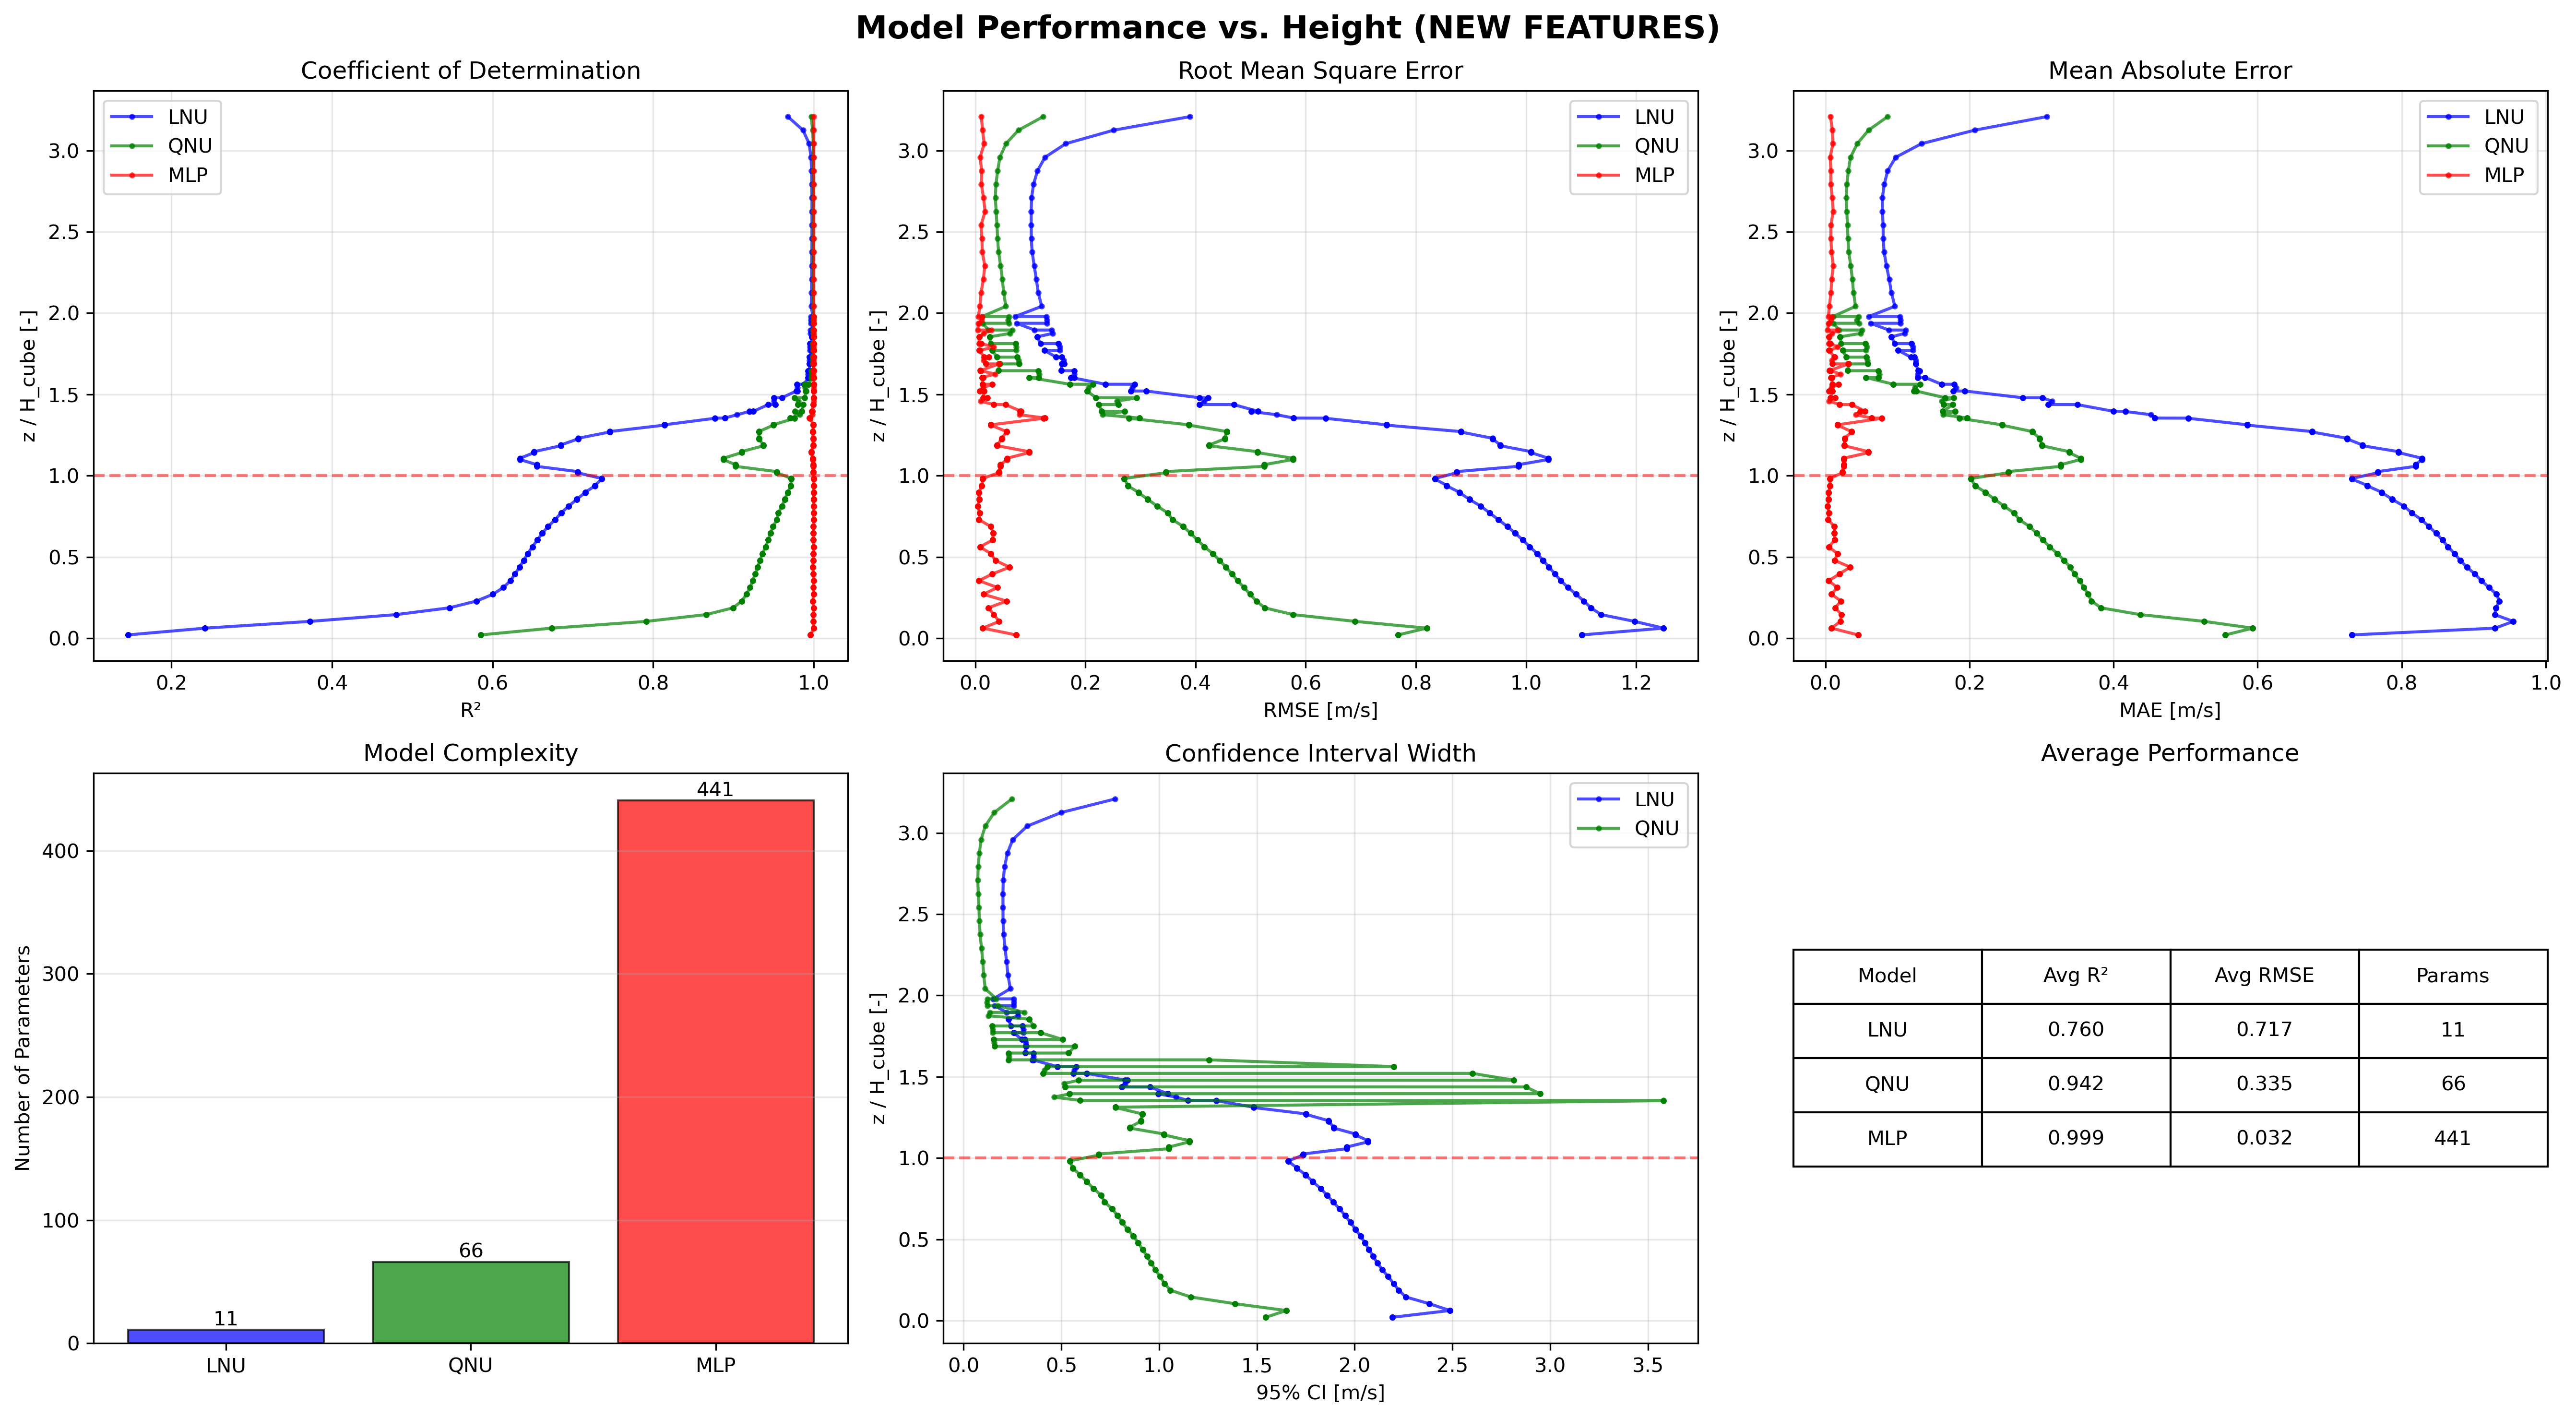 Model Performance vs. Height (NEW FEATURES)
Coefficient of Determination
LNU
QNU
MLP
z / H_cube [-]
3.0
2.5
2.0
1.5
1.0
0.5
0.0
0.2 0.4 0.6 0.8 1.0
R²
Root Mean Square Error
LNU
QNU
MLP
z / H_cube [-]
3.0
2.5
2.0
1.5
1.0
0.5
0.0
0.0 0.2 0.4 0.6 0.8 1.0 1.2
RMSE [m/s]
Mean Absolute Error
LNU
QNU
MLP
z / H_cube [-]
3.0
2.5
2.0
1.5
1.0
0.5
0.0
0.0 0.2 0.4 0.6 0.8 1.0
MAE [m/s]
Model Complexity
Number of Parameters
400
300
200
100
0
11
66
441
LNU QNU MLP
Confidence Interval Width
LNU
QNU
z / H_cube [-]
3.0
2.5
2.0
1.5
1.0
0.5
0.0
0.0 0.5 1.0 1.5 2.0 2.5 3.0 3.5
95% CI [m/s]
Average Performance
Model Avg R² Avg RMSE Params
LNU 0.760 0.717 11
QNU 0.942 0.335 66
MLP 0.999 0.032 441